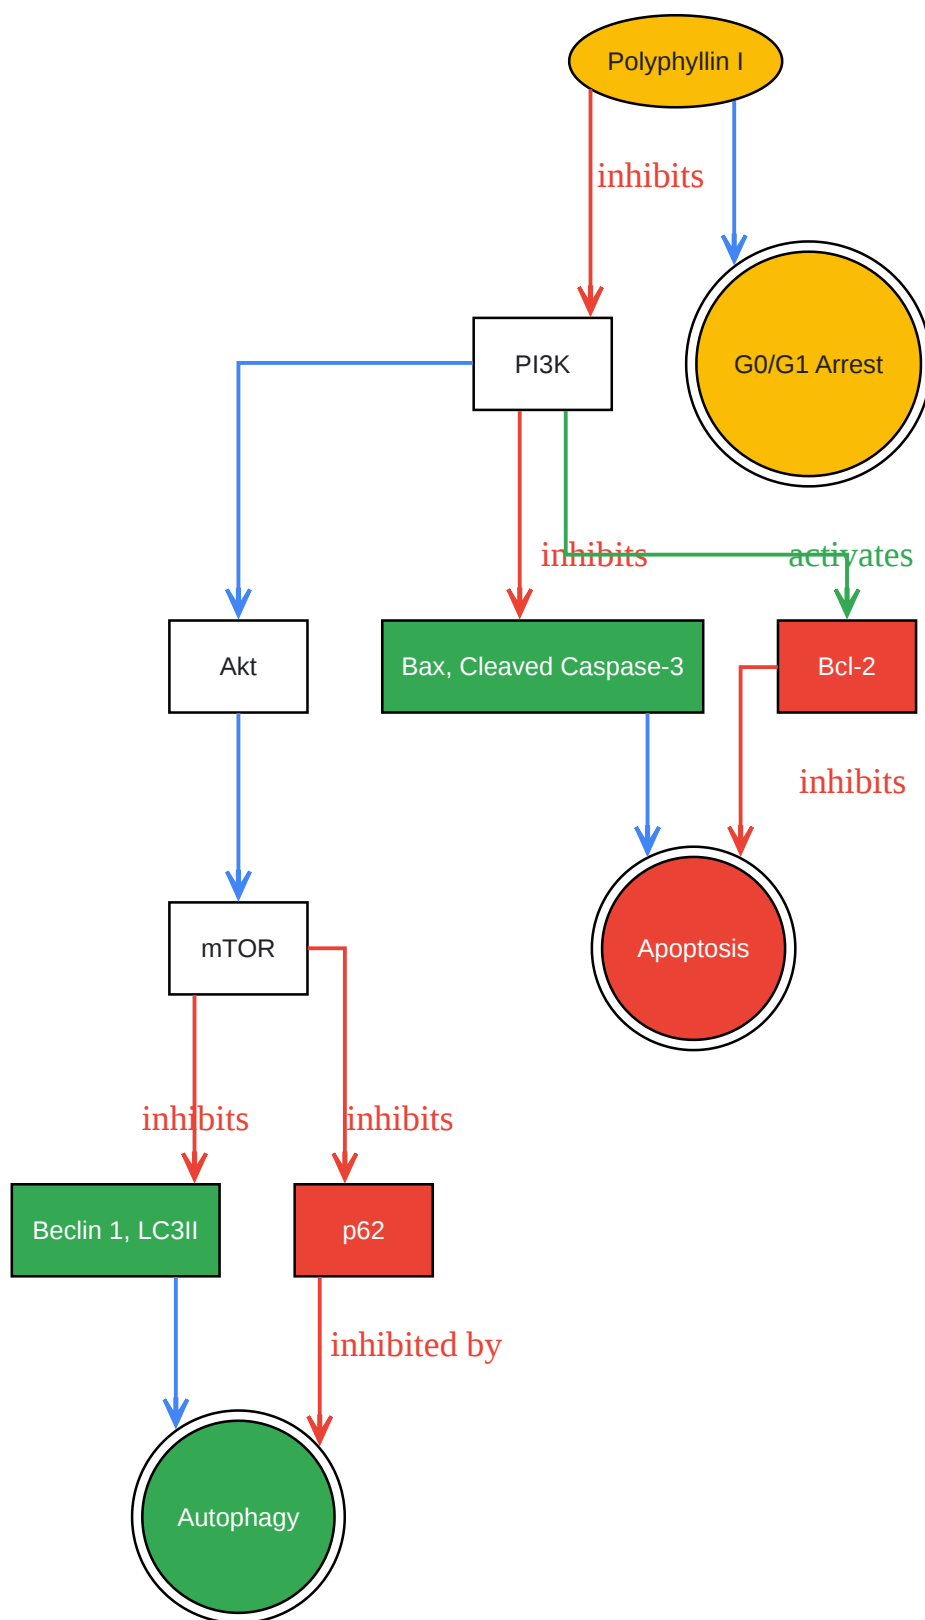 Polyphyllin I
inhibits
PI3K
G0/G1 Arrest
inhibits
activates
Akt
Bax, Cleaved Caspase-3
Bcl-2
inhibits
mTOR
Apoptosis
inhibits
inhibits
Beclin 1, LC3II
p62
inhibited by
Autophagy